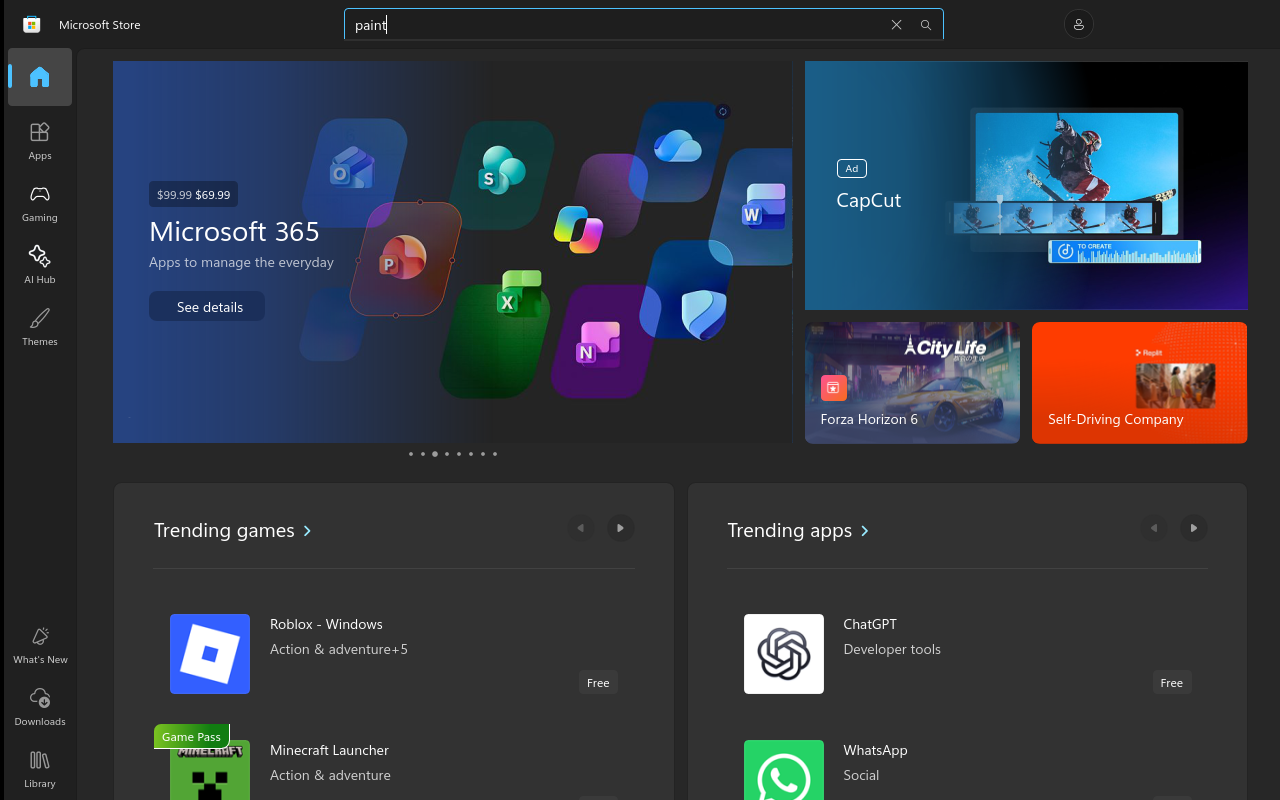 Microsoft Store
paint
Apps
Gaming
AI Hub
Themes
What's New
Downloads
Library
$99.99 $69.99
Microsoft 365
Apps to manage the everyday
See details
O
S
P
X
N
W
Ad
CapCut
TO CREATE
City Life
Forza Horizon 6
Replit
Self-Driving Company
Trending games
Roblox - Windows
Action & adventure+5
Free
Game Pass
MINECRAFT
Minecraft Launcher
Action & adventure
Trending apps
ChatGPT
Developer tools
Free
WhatsApp
Social